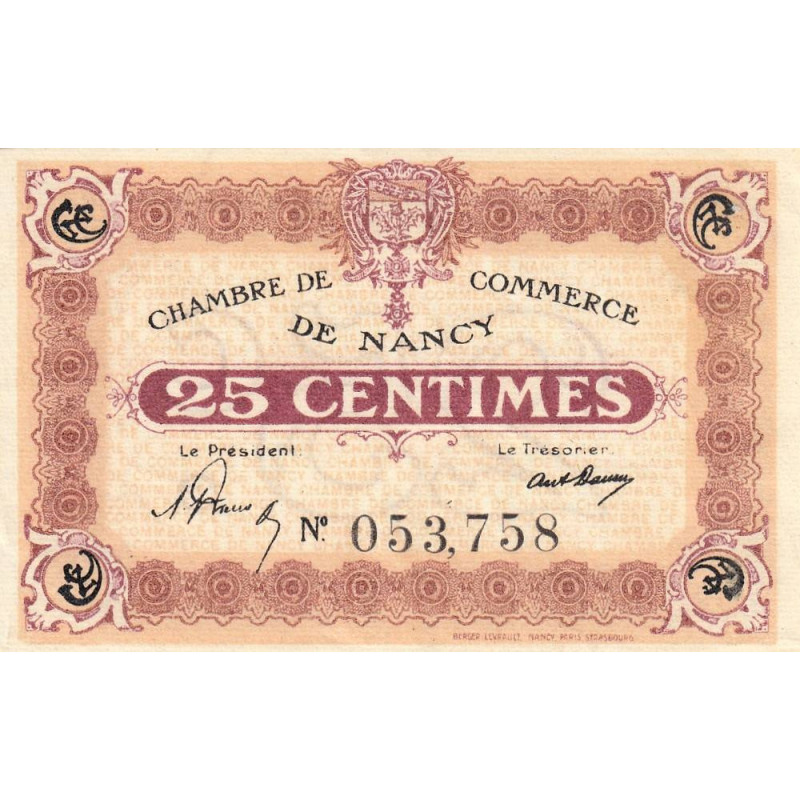 CHAMBRE DE COMMERCE
DE NANCY
25 CENTIMES
Le Président. Le Trésorier.
Nº 053,758
BERGER LEVRAULT, NANCY PARIS STRASBOURG